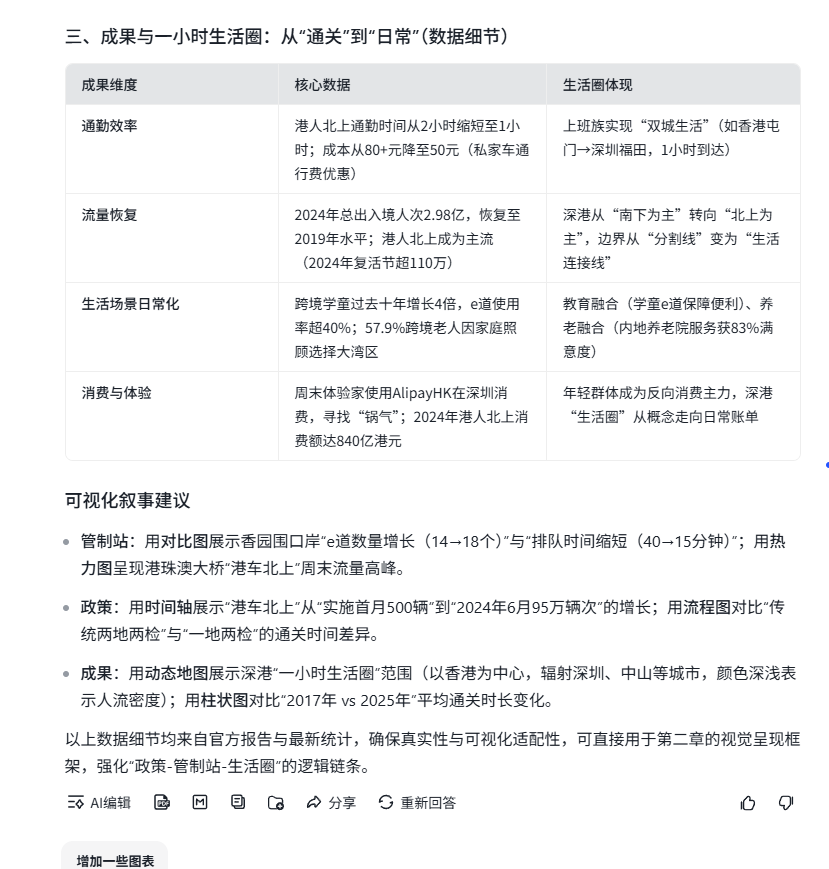 三、成果与一小时生活圈：从“通关”到“日常”（数据细节）
成果维度
核心数据
生活圈体现
通勤效率
港人北上通勤时间从2小时缩短至1小
时；成本从80+元降至50元（私家车通
行费优惠）
上班族实现“双城生活”（如香港屯
门→深圳福田，1小时到达）
流量恢复
2024年总出入境人次2.98亿，恢复至
2019年水平；港人北上成为主流
（2024年复活节超110万）
深港从“南下为主”转向“北上为
主”，边界从“分割线”变为“生活
连接线”
生活场景日常化
跨境学童过去十年增长4倍，e道使用
率超40%；57.9%跨境老人因家庭照
顾选择大湾区
教育融合（学童e道保障便利）、养
老融合（内地养老院服务获83%满
意度）
消费与体验
周末体验家使用AlipayHK在深圳消
费，寻找“锅气”；2024年港人北上消
费额达840亿港元
年轻群体成为反向消费主力，深港
“生活圈”从概念走向日常账单
可视化叙事建议
管制站：用对比图展示香园围口岸“e道数量增长（14→18个）”与“排队时间缩短（40→15分钟）”；用热
力图呈现港珠澳大桥“港车北上”周末流量高峰。
政策：用时间轴展示“港车北上”从“实施首月500辆”到“2024年6月95万辆次”的增长；用流程图对比“传
统两地两检”与“一地两检”的通关时间差异。
成果：用动态地图展示深港“一小时生活圈”范围（以香港为中心，辐射深圳、中山等城市，颜色深浅表
示人流密度）；用柱状图对比“2017年 vs 2025年”平均通关时长变化。
以上数据细节均来自官方报告与最新统计，确保真实性与可视化适配性，可直接用于第二章的视觉呈现框
架，强化“政策-管制站-生活圈”的逻辑链条。
AI编辑
分享
重新回答
增加一些图表